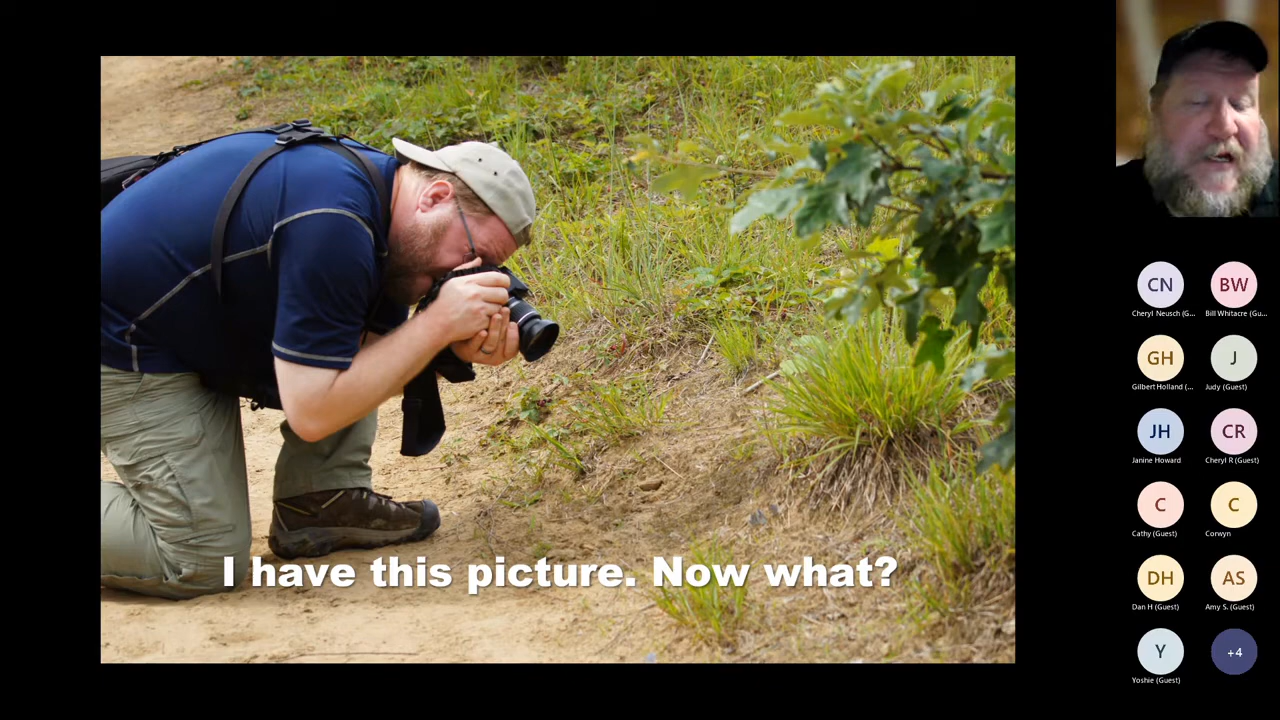 I have this picture. Now what?
CN
BW
Cheryl Neusch (G...
Bill Whitacre (Gu...
GH
J
Gilbert Holland (...
Judy (Guest)
JH
CR
Janine Howard
Cheryl R (Guest)
C
C
Cathy (Guest)
Corwyn
DH
AS
Dan H (Guest)
Amy S. (Guest)
Y
+4
Yoshie (Guest)